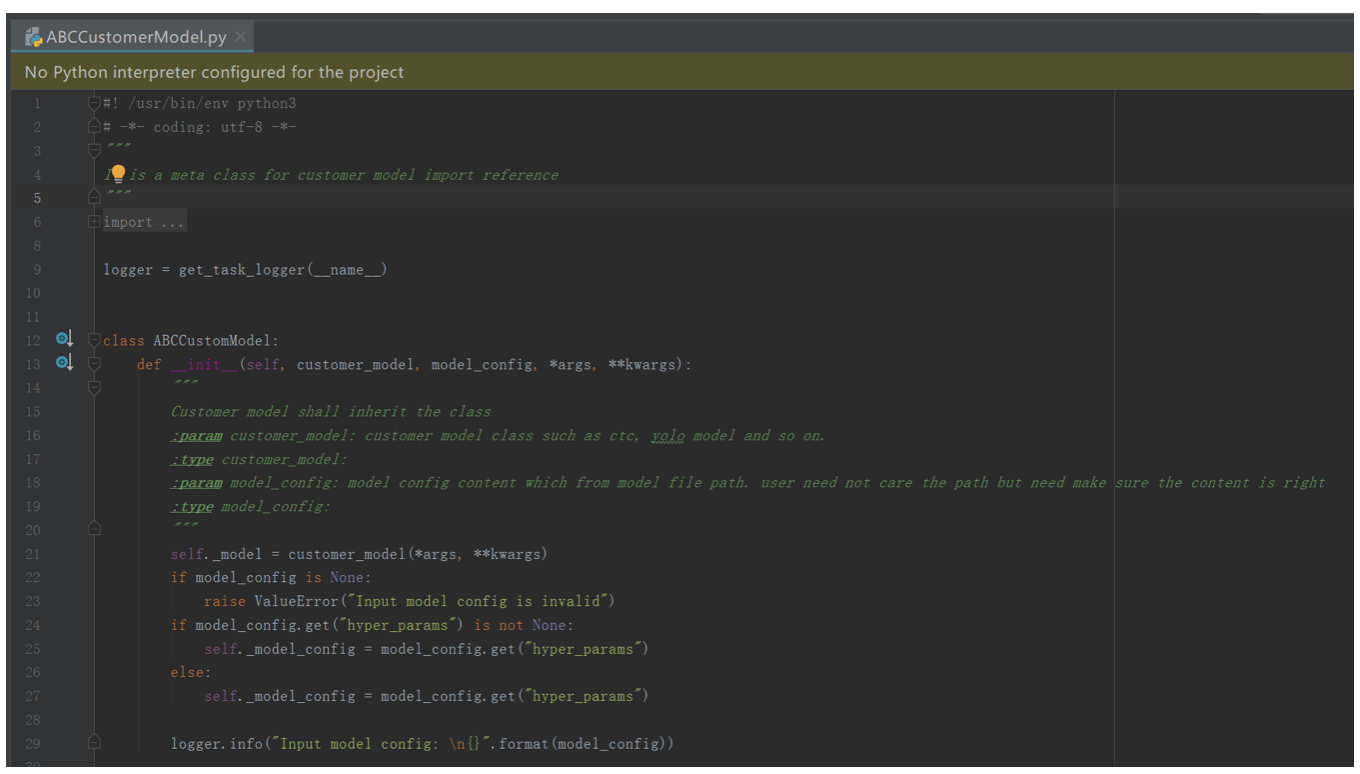 ABCCustomerModel.py
No Python interpreter configured for the project
1 #! /usr/bin/env python3
2 # -*- coding: utf-8 -*-
3 """
4 is a meta class for customer model import reference
5 """
6 import ...
8
9 logger = get_task_logger(__name__)
10
11
12 class ABCCustomModel:
13 def __init__(self, customer_model, model_config, *args, **kwargs):
14 """
15 Customer model shall inherit the class
16 :param customer_model: customer model class such as ctc, yolo model and so on.
17 :type customer_model:
18 :param model_config: model config content which from model file path. user need not care the path but need make sure the content is right
19 :type model_config:
20 """
21 self._model = customer_model(*args, **kwargs)
22 if model_config is None:
23 raise ValueError("Input model config is invalid")
24 if model_config.get("hyper_params") is not None:
25 self._model_config = model_config.get("hyper_params")
26 else:
27 self._model_config = model_config.get("hyper_params")
28
29 logger.info("Input model config: \n{}".format(model_config))
30